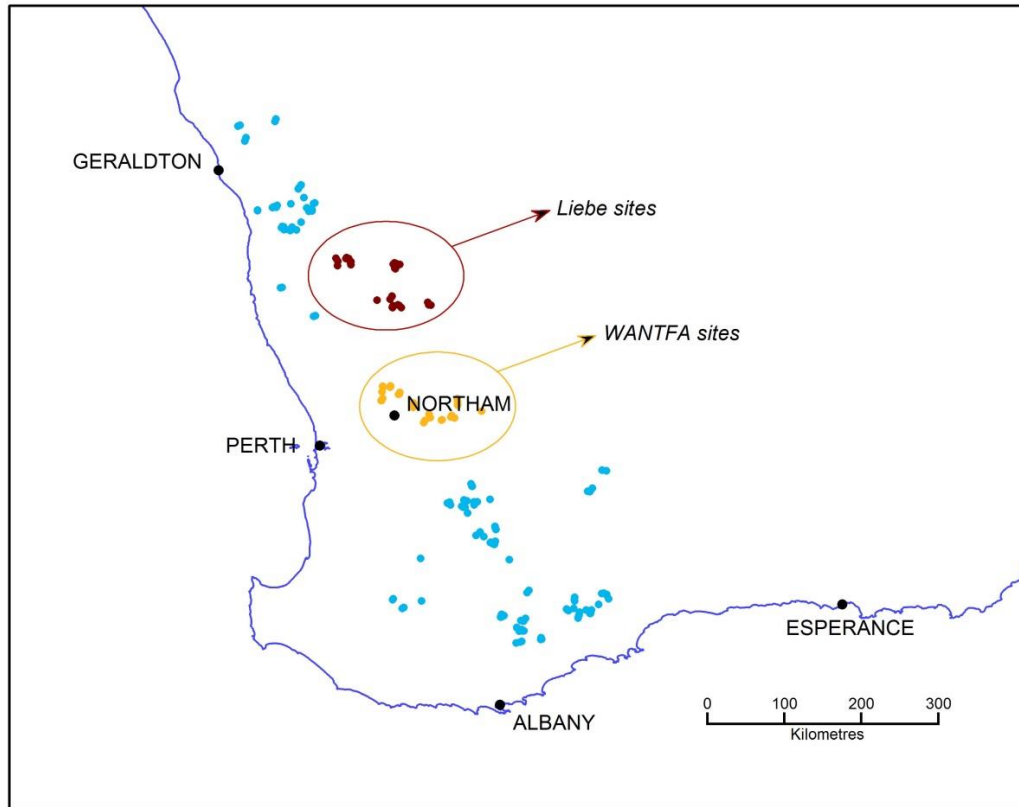 GERALDTON
Liebe sites
WANTFA sites
NORTHAM
PERTH
ESPERANCE
ALBANY
0 100 200 300
Kilometres